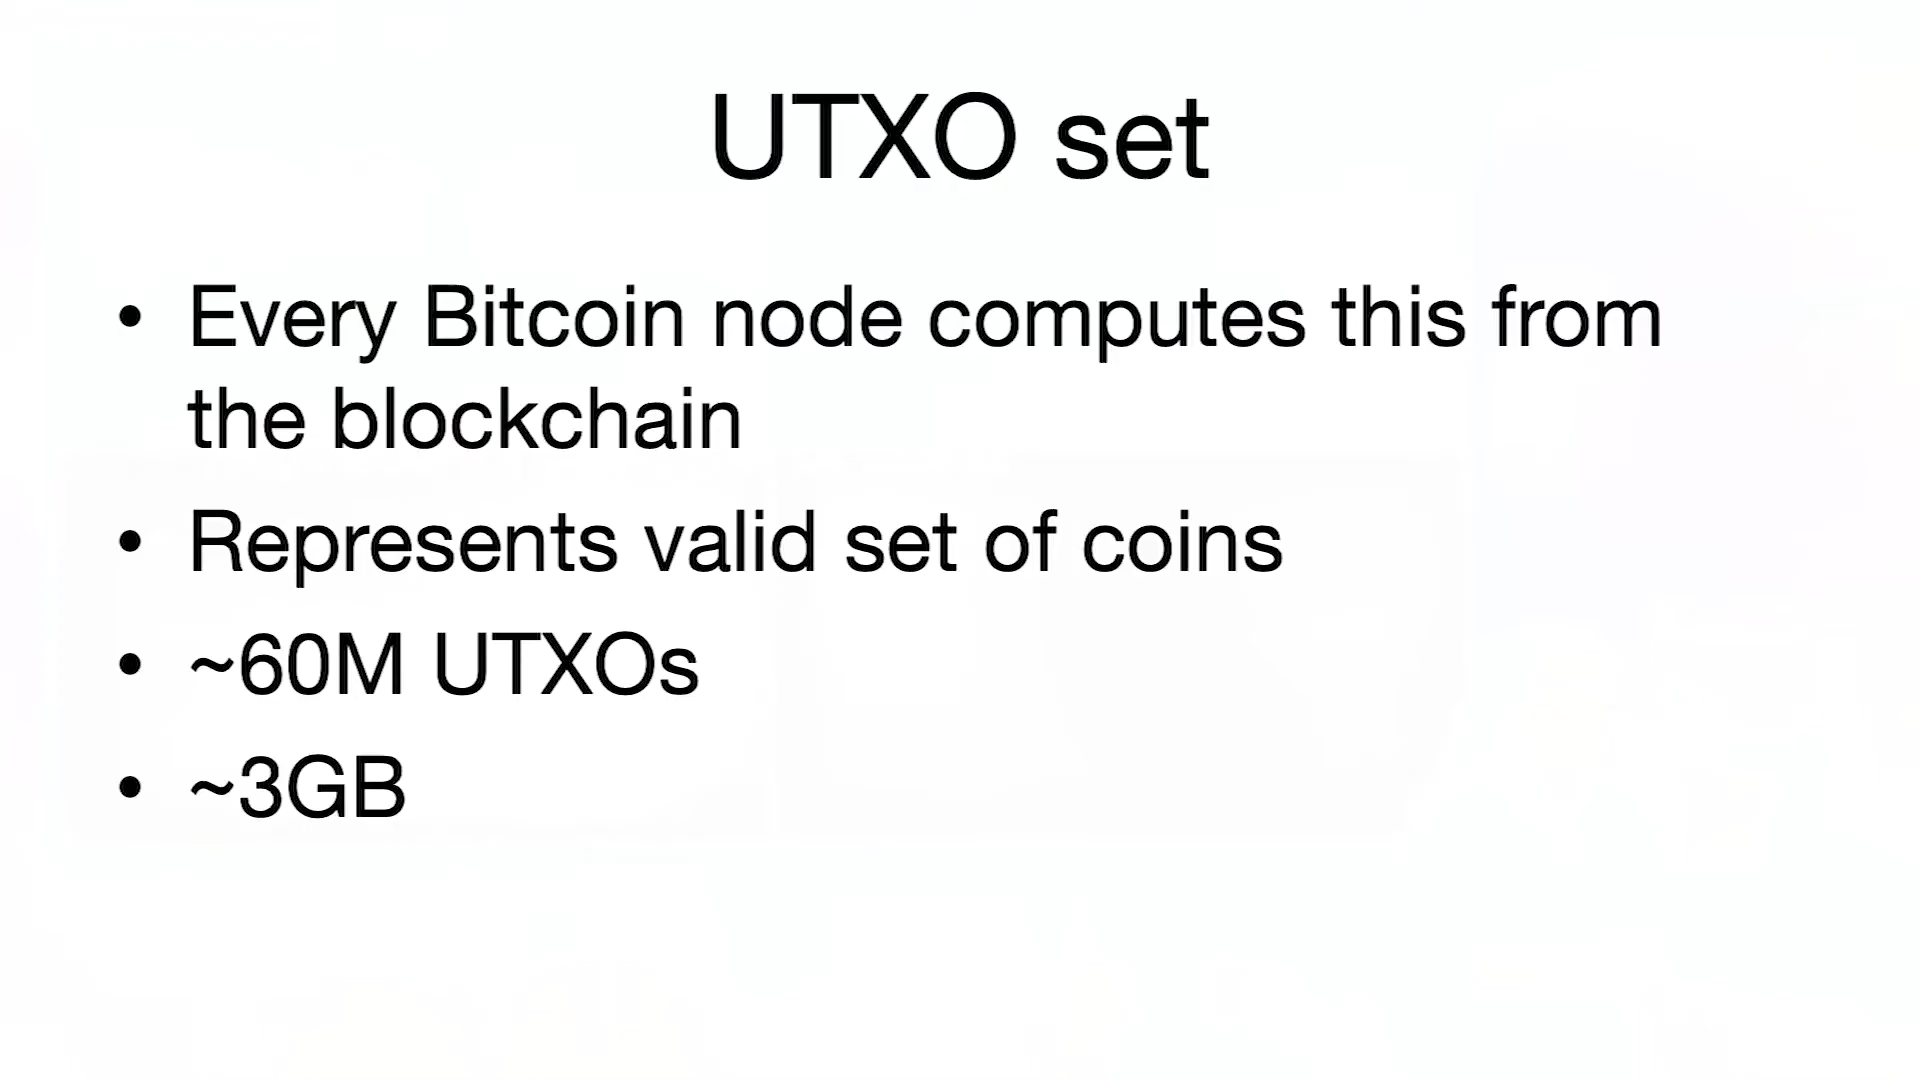 UTXO set
• Every Bitcoin node computes this from
the blockchain
• Represents valid set of coins
• ~60M UTXOs
• ~3GB